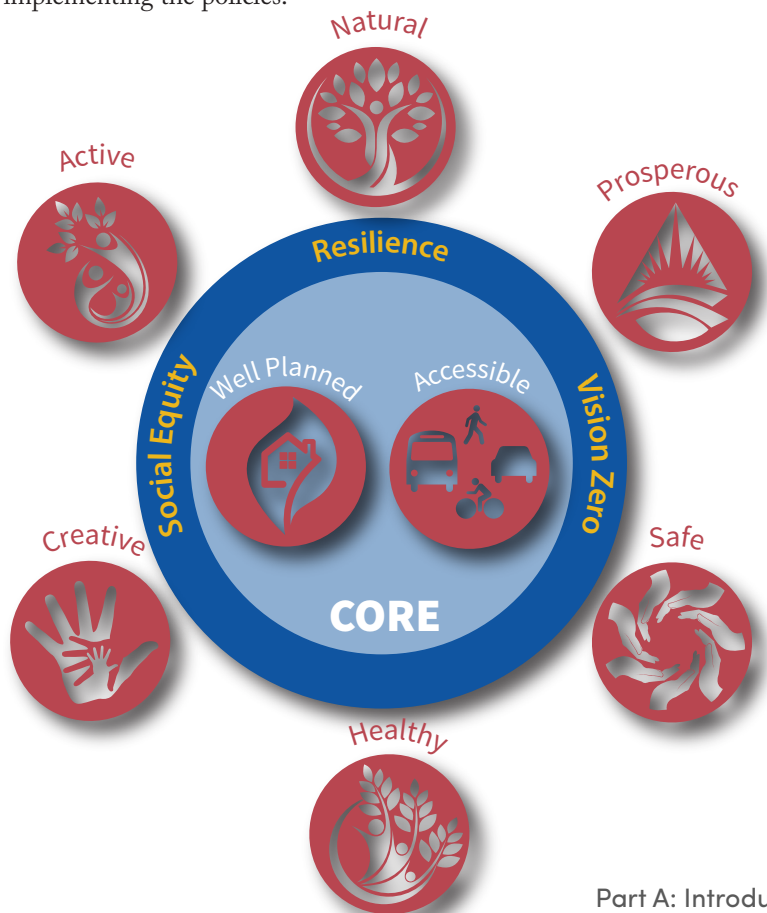 implementing the policies.
Natural
Active
Prosperous
Resilience
Well Planned
Accessible
Social Equity
Vision Zero
Creative
Safe
CORE
Healthy
Part A: Introdu